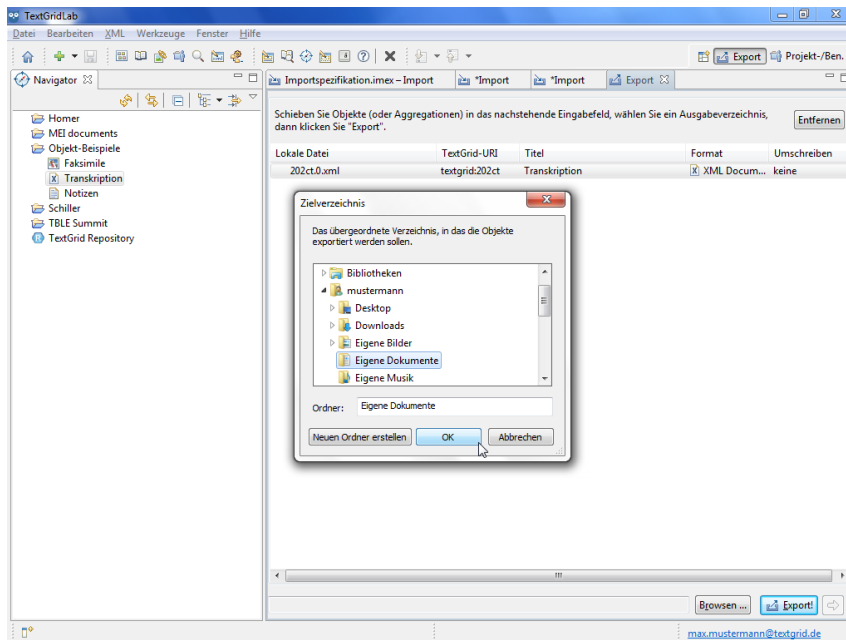 TextGridLab
Datei Bearbeiten XML Werkzeuge Fenster Hilfe
Export Projekt-/Ben.
Navigator
Importspezifikation.imex – Import *Import *Import Export
Homer
MEI documents
Objekt-Beispiele
Faksimile
Transkription
Notizen
Schiller
TBLE Summit
TextGrid Repository
Schieben Sie Objekte (oder Aggregationen) in das nachstehende Eingabefeld, wählen Sie ein Ausgabeverzeichnis,
dann klicken Sie "Export".
Entfernen
Lokale Datei TextGrid-URI Titel Format Umschreiben
202ct.0.xml textgrid:202ct Transkription XML Docum... keine
Zielverzeichnis
Das übergeordnete Verzeichnis, in das die Objekte
exportiert werden sollen.
Bibliotheken
mustermann
Desktop
Downloads
Eigene Bilder
Eigene Dokumente
Eigene Musik
Ordner: Eigene Dokumente
Neuen Ordner erstellen OK Abbrechen
Browsen ... Export!
max.mustermann@textgrid.de